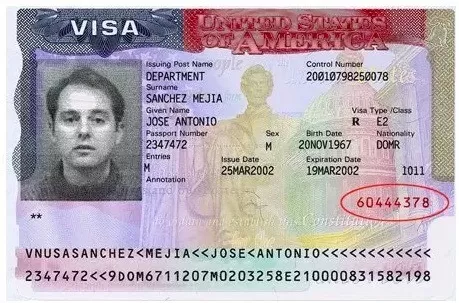 VISA
UNITED STATES
OF AMERICA
Issuing Post Name Control Number
DEPARTMENT 20010798250078
Surname
SANCHEZ MEJIA
Given Name Visa Type /Class
JOSE ANTONIO R E2
Passport Number Sex Birth Date Nationality
2347472 M 20NOV1967 DOMR
Entries Issue Date Expiration Date
M 25MAR2002 19MAR2002 1011
Annotation
60444378
**
VNUSASANCHEZ<MEJIA<<JOSE<ANTONIO<<<<<<<<<<<<
2347472<<9DOM6711207M0203258E210000831582198